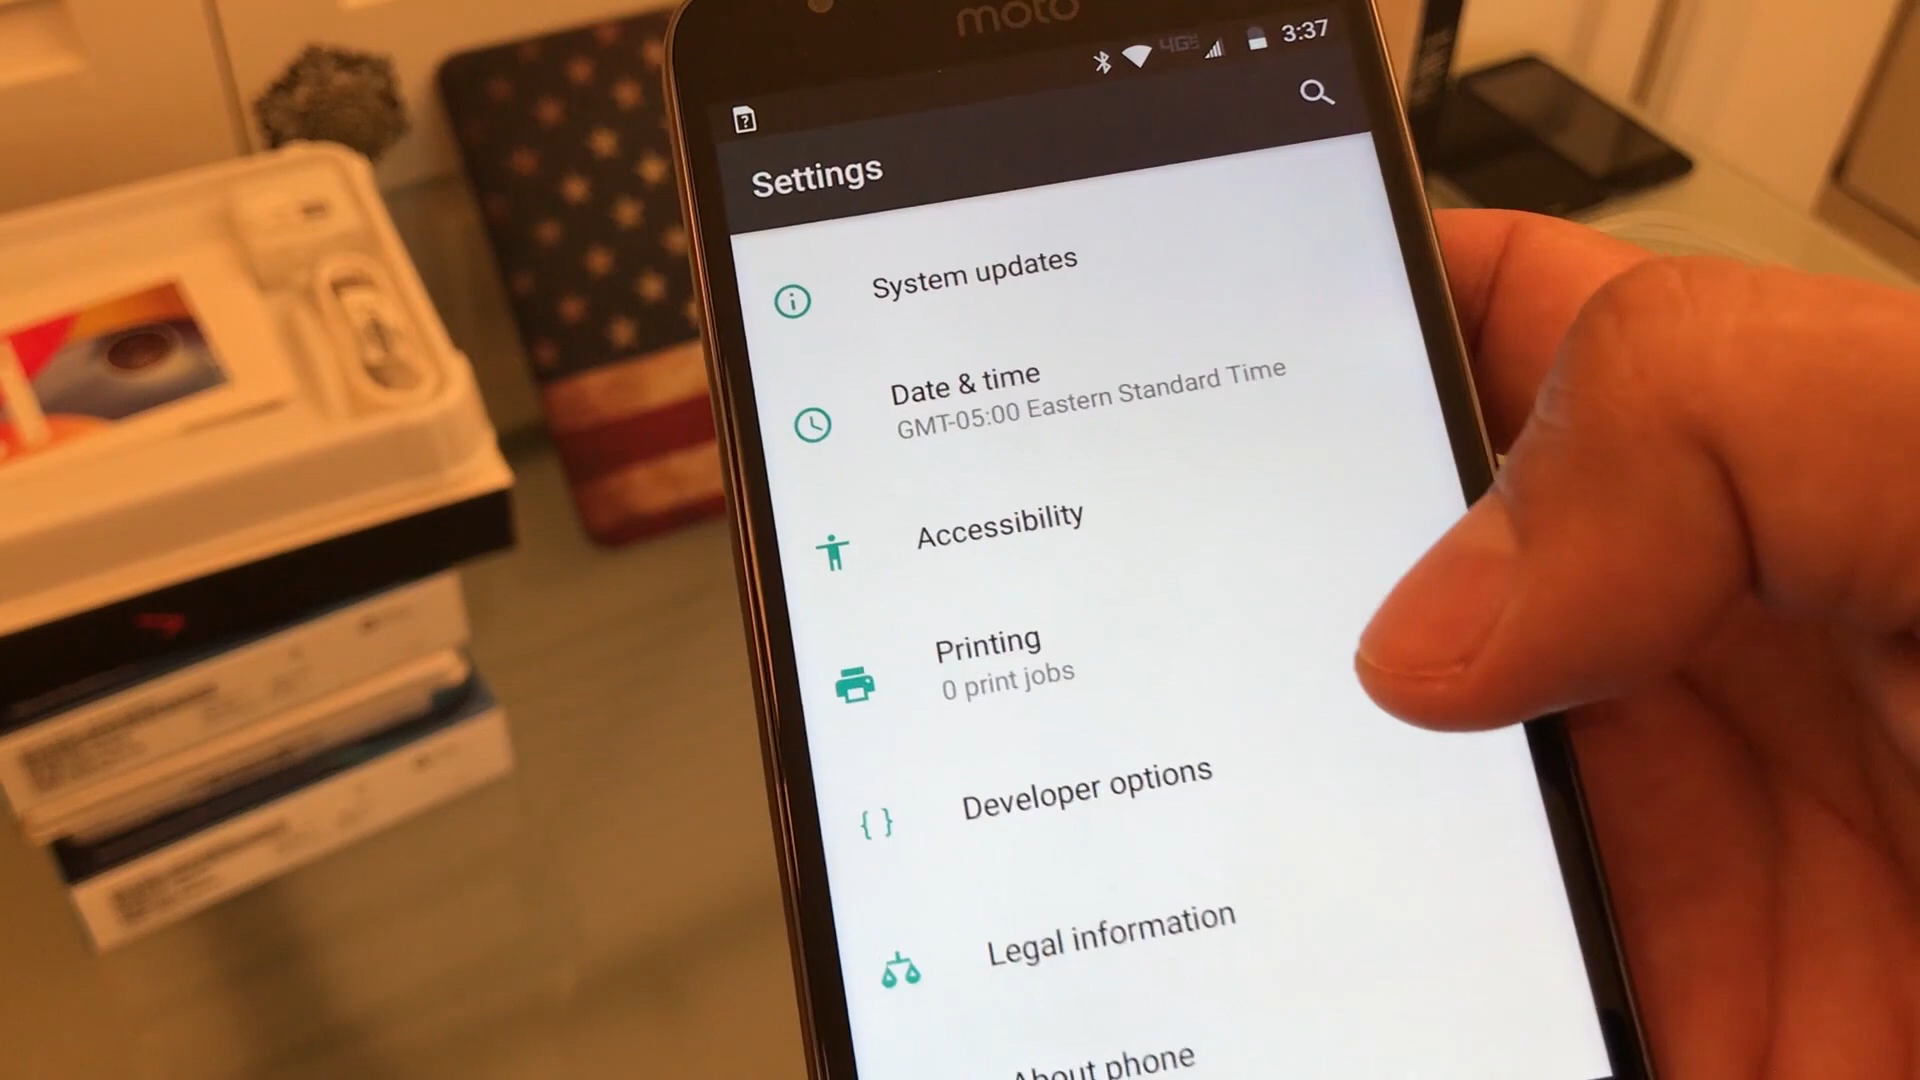 moto
4G
3:37
Settings
System updates
Date & time
GMT-05:00 Eastern Standard Time
Accessibility
Printing
0 print jobs
Developer options
Legal information
About phone